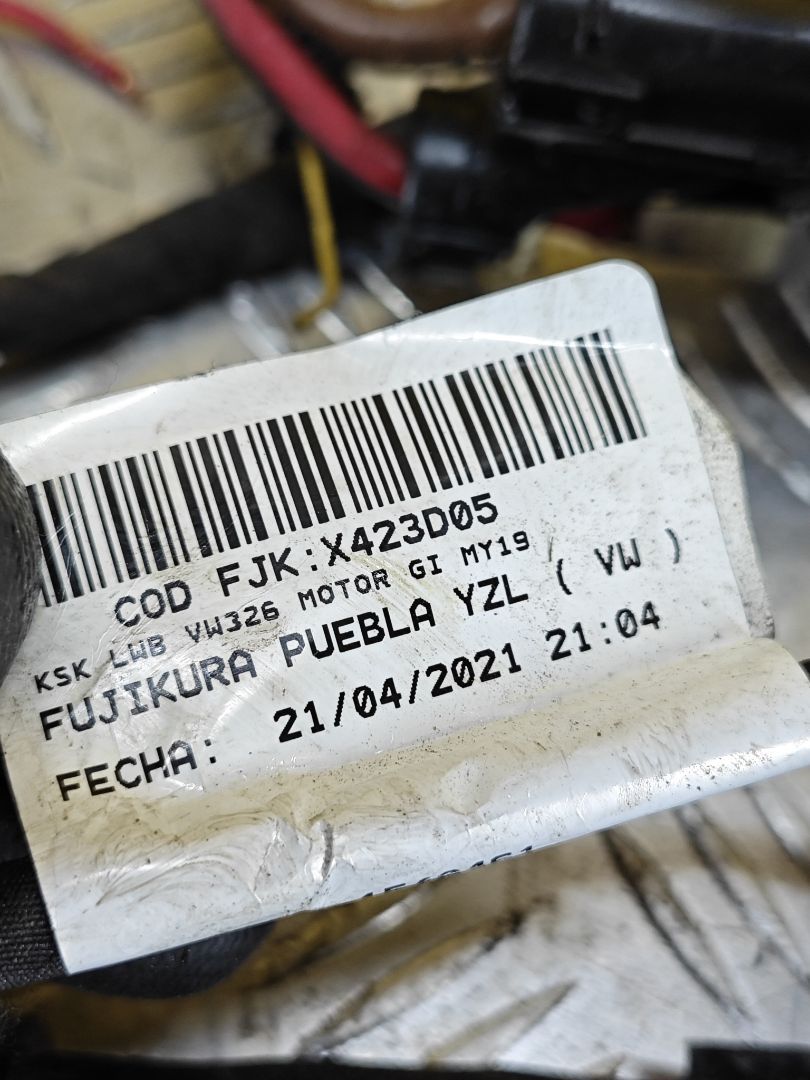 COD FJK:X423D05
KSK LWB VW326 MOTOR GI MY19
FUJIKURA PUEBLA YZL ( VW )
FECHA: 21/04/2021 21:04